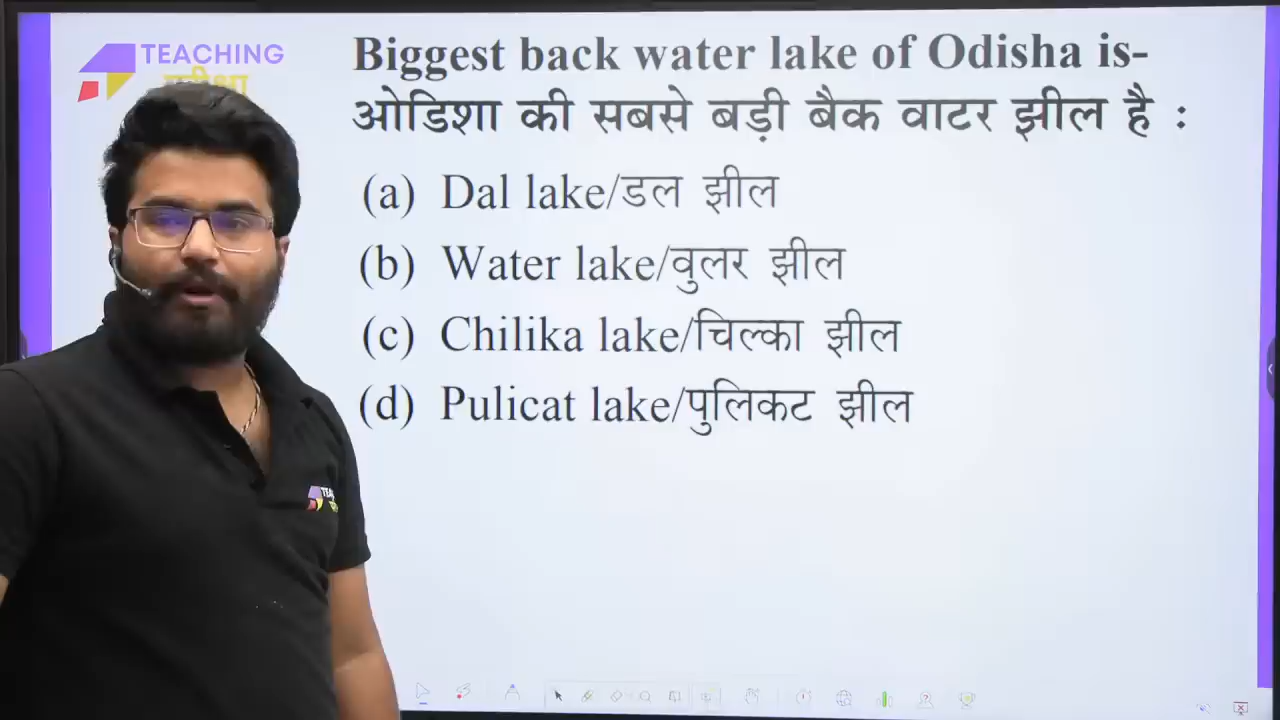 TEACHING
परीक्षा
Biggest back water lake of Odisha is-
ओडिशा की सबसे बड़ी बैक वाटर झील है :
(a) Dal lake/डल झील
(b) Water lake/वुलर झील
(c) Chilika lake/चिल्का झील
(d) Pulicat lake/पुलिकट झील